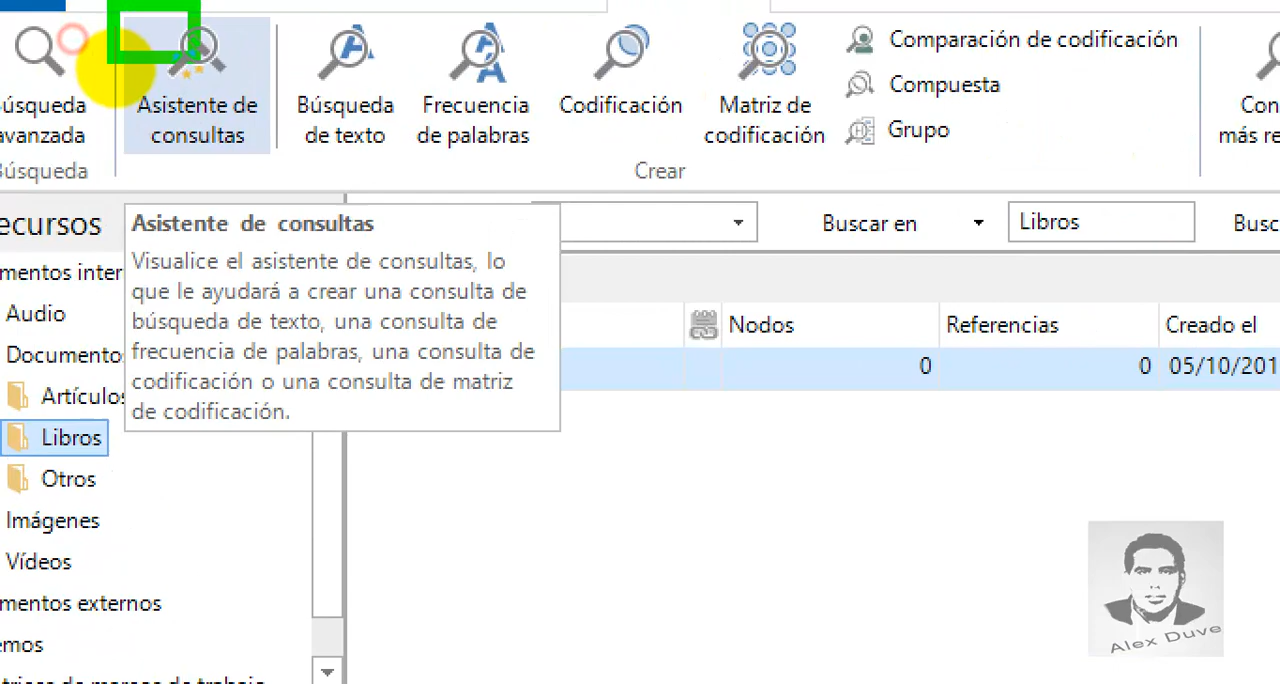 Búsqueda
avanzada
Asistente de
consultas
Búsqueda
de texto
Frecuencia
de palabras
Codificación
Matriz de
codificación
Comparación de codificación
Compuesta
Grupo
Con
más re
Búsqueda
Crear
ecursos
Buscar en
Libros
Busc
Asistente de consultas
Visualice el asistente de consultas, lo
que le ayudará a crear una consulta de
búsqueda de texto, una consulta de
frecuencia de palabras, una consulta de
codificación o una consulta de matriz
de codificación.
Nodos
Referencias
Creado el
0
0
05/10/201
mentos inter
Audio
Documento
Artículos
Libros
Otros
Imágenes
Vídeos
mentos externos
emos
Alex Duve